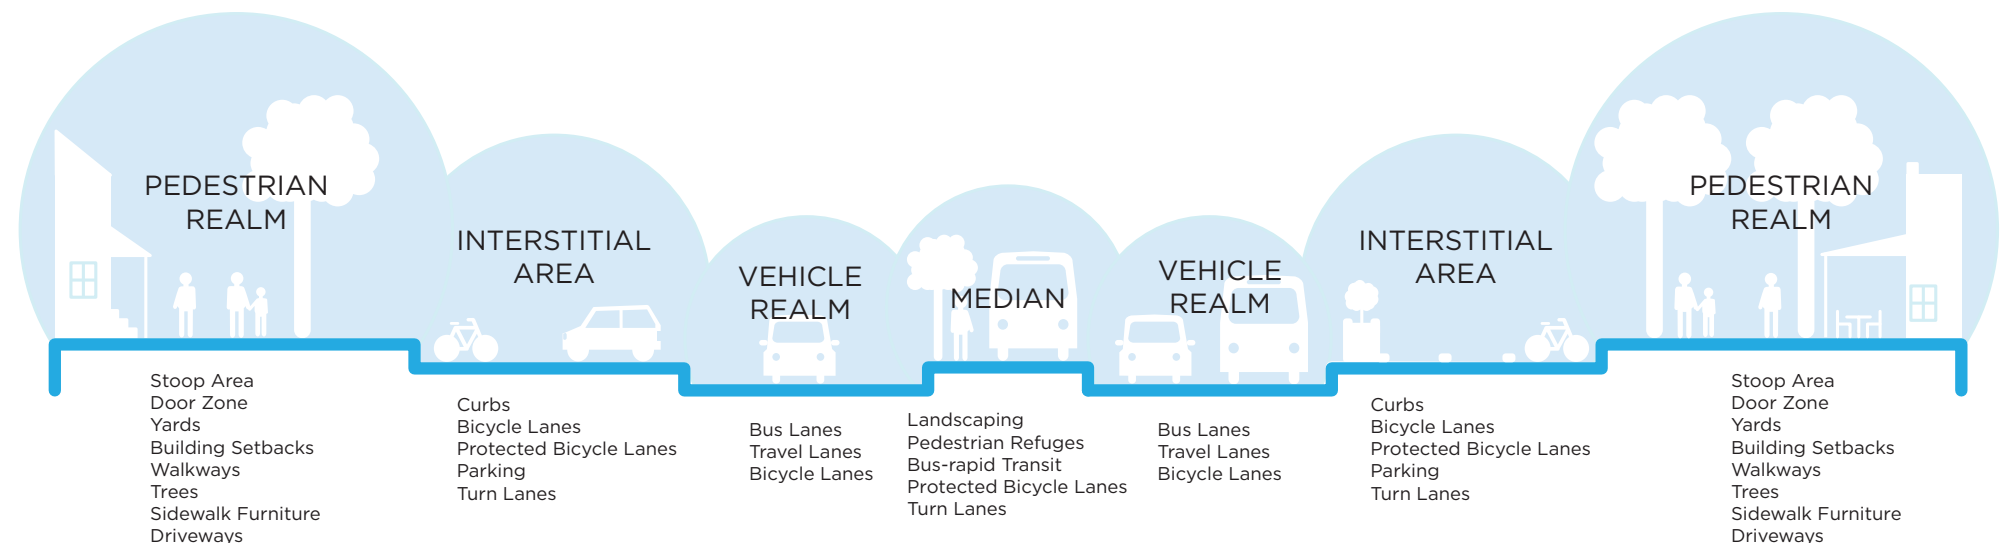 PEDESTRIAN
REALM
INTERSTITIAL
AREA
VEHICLE
REALM
MEDIAN
VEHICLE
REALM
INTERSTITIAL
AREA
PEDESTRIAN
REALM
Stoop Area
Door Zone
Yards
Building Setbacks
Walkways
Trees
Sidewalk Furniture
Driveways
Curbs
Bicycle Lanes
Protected Bicycle Lanes
Parking
Turn Lanes
Bus Lanes
Travel Lanes
Bicycle Lanes
Landscaping
Pedestrian Refuges
Bus-rapid Transit
Protected Bicycle Lanes
Turn Lanes
Bus Lanes
Travel Lanes
Bicycle Lanes
Curbs
Bicycle Lanes
Protected Bicycle Lanes
Parking
Turn Lanes
Stoop Area
Door Zone
Yards
Building Setbacks
Walkways
Trees
Sidewalk Furniture
Driveways